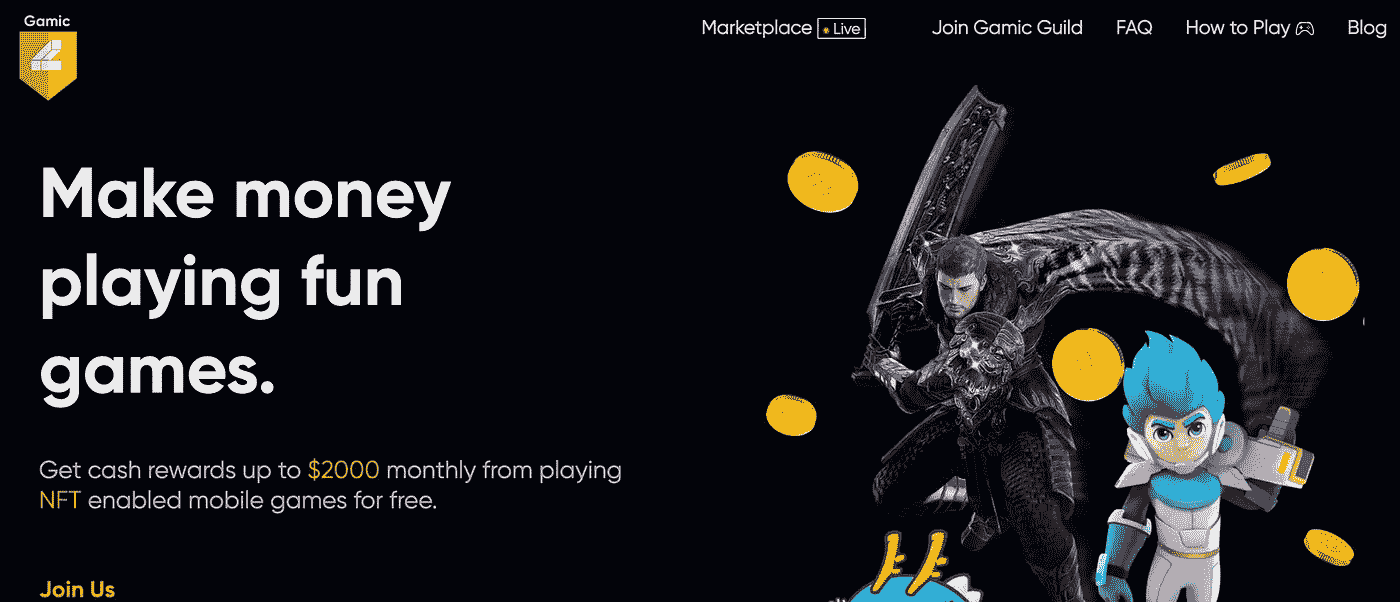 Gamic
Marketplace Live Join Gamic Guild FAQ How to Play Blog
Make money
playing fun
games.
Get cash rewards up to $2000 monthly from playing
NFT enabled mobile games for free.
Join Us